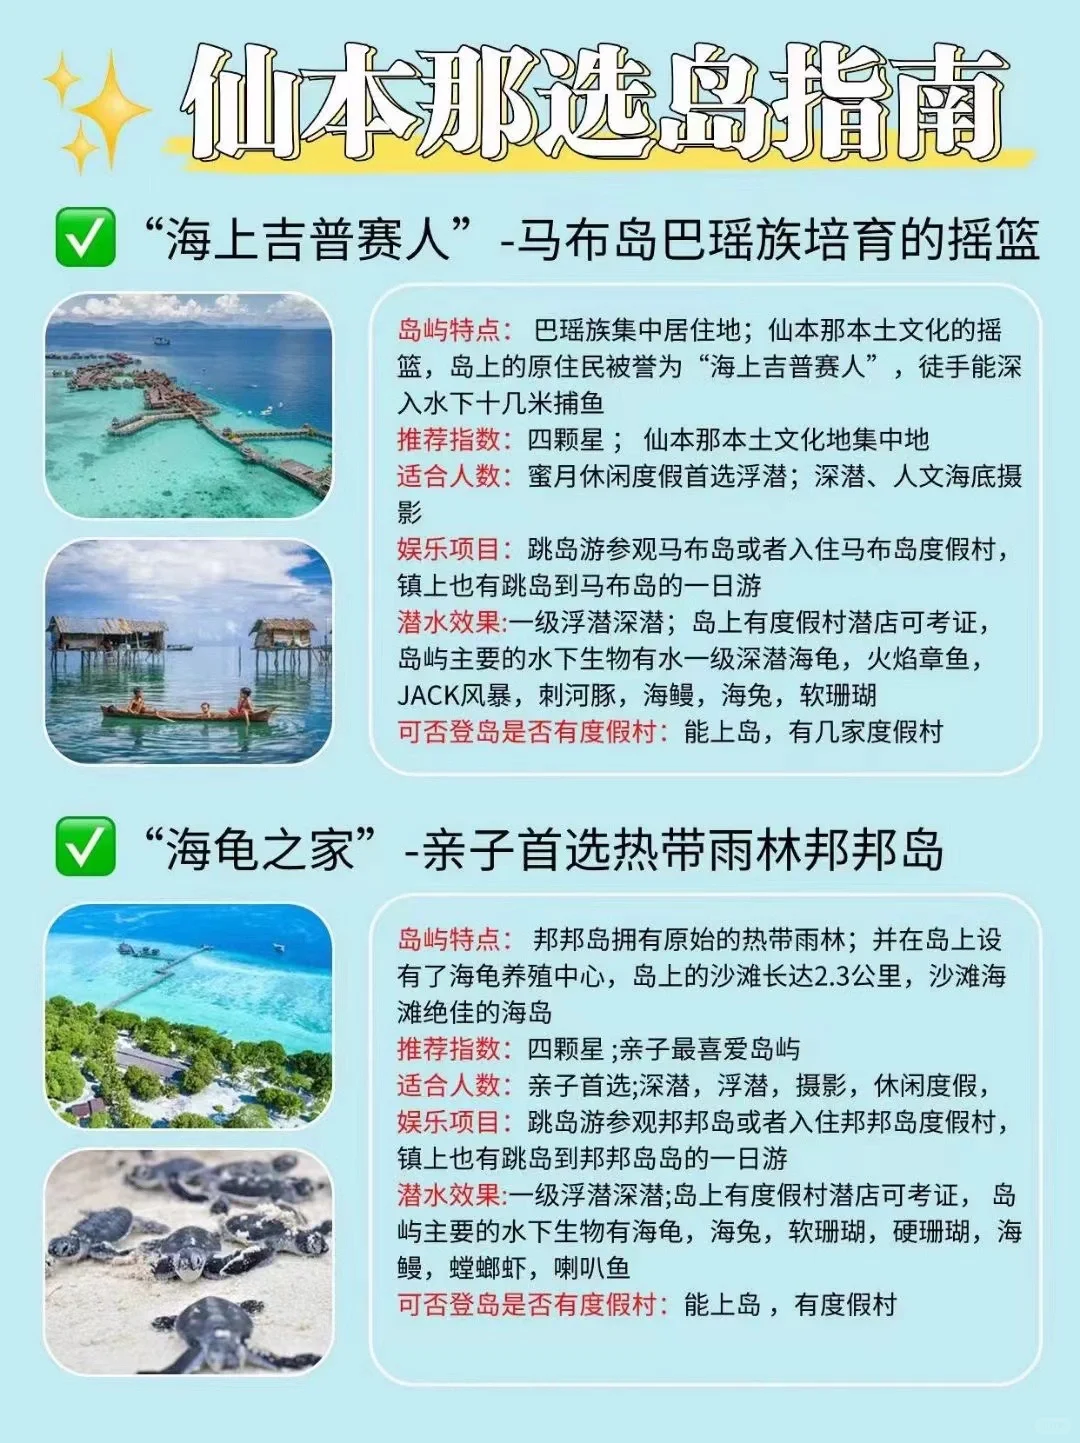 仙本那选岛指南
“海上吉普赛人”-马布岛巴瑶族培育的摇篮
岛屿特点： 巴瑶族集中居住地；仙本那本土文化的摇
篮，岛上的原住民被誉为“海上吉普赛人”，徒手能深
入水下十几米捕鱼
推荐指数：四颗星 ； 仙本那本土文化地集中地
适合人数：蜜月休闲度假首选浮潜；深潜、人文海底摄
影
娱乐项目：跳岛游参观马布岛或者入住马布岛度假村，
镇上也有跳岛到马布岛的一日游
潜水效果:一级浮潜深潜；岛上有度假村潜店可考证，
岛屿主要的水下生物有水一级深潜海龟，火焰章鱼，
JACK风暴，刺河豚，海鳗，海兔，软珊瑚
可否登岛是否有度假村：能上岛，有几家度假村
“海龟之家”-亲子首选热带雨林邦邦岛
岛屿特点： 邦邦岛拥有原始的热带雨林；并在岛上设
有了海龟养殖中心，岛上的沙滩长达2.3公里，沙滩海
滩绝佳的海岛
推荐指数：四颗星 ;亲子最喜爱岛屿
适合人数：亲子首选;深潜，浮潜，摄影，休闲度假，
娱乐项目：跳岛游参观邦邦岛或者入住邦邦岛度假村，
镇上也有跳岛到邦邦岛岛的一日游
潜水效果:一级浮潜深潜;岛上有度假村潜店可考证， 岛
屿主要的水下生物有海龟，海兔，软珊瑚，硬珊瑚，海
鳗，螳螂虾，喇叭鱼
可否登岛是否有度假村：能上岛 ，有度假村